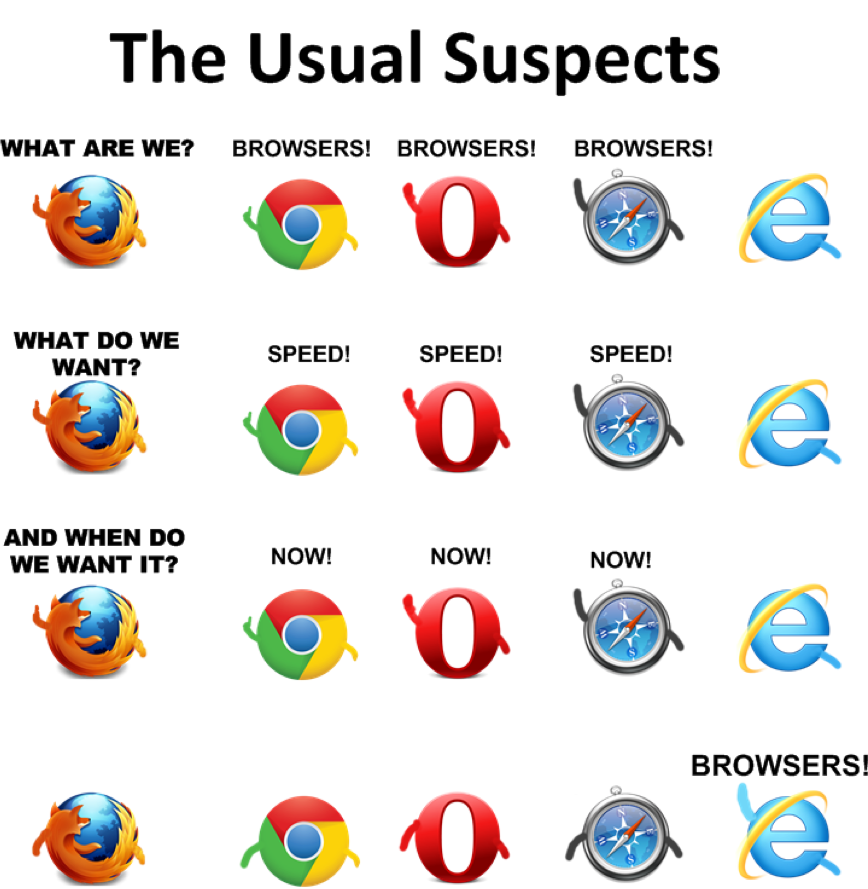 The Usual Suspects
WHAT ARE WE? BROWSERS! BROWSERS! BROWSERS!
WHAT DO WE
WANT?
SPEED! SPEED! SPEED!
AND WHEN DO
WE WANT IT?
NOW! NOW! NOW!
BROWSERS!